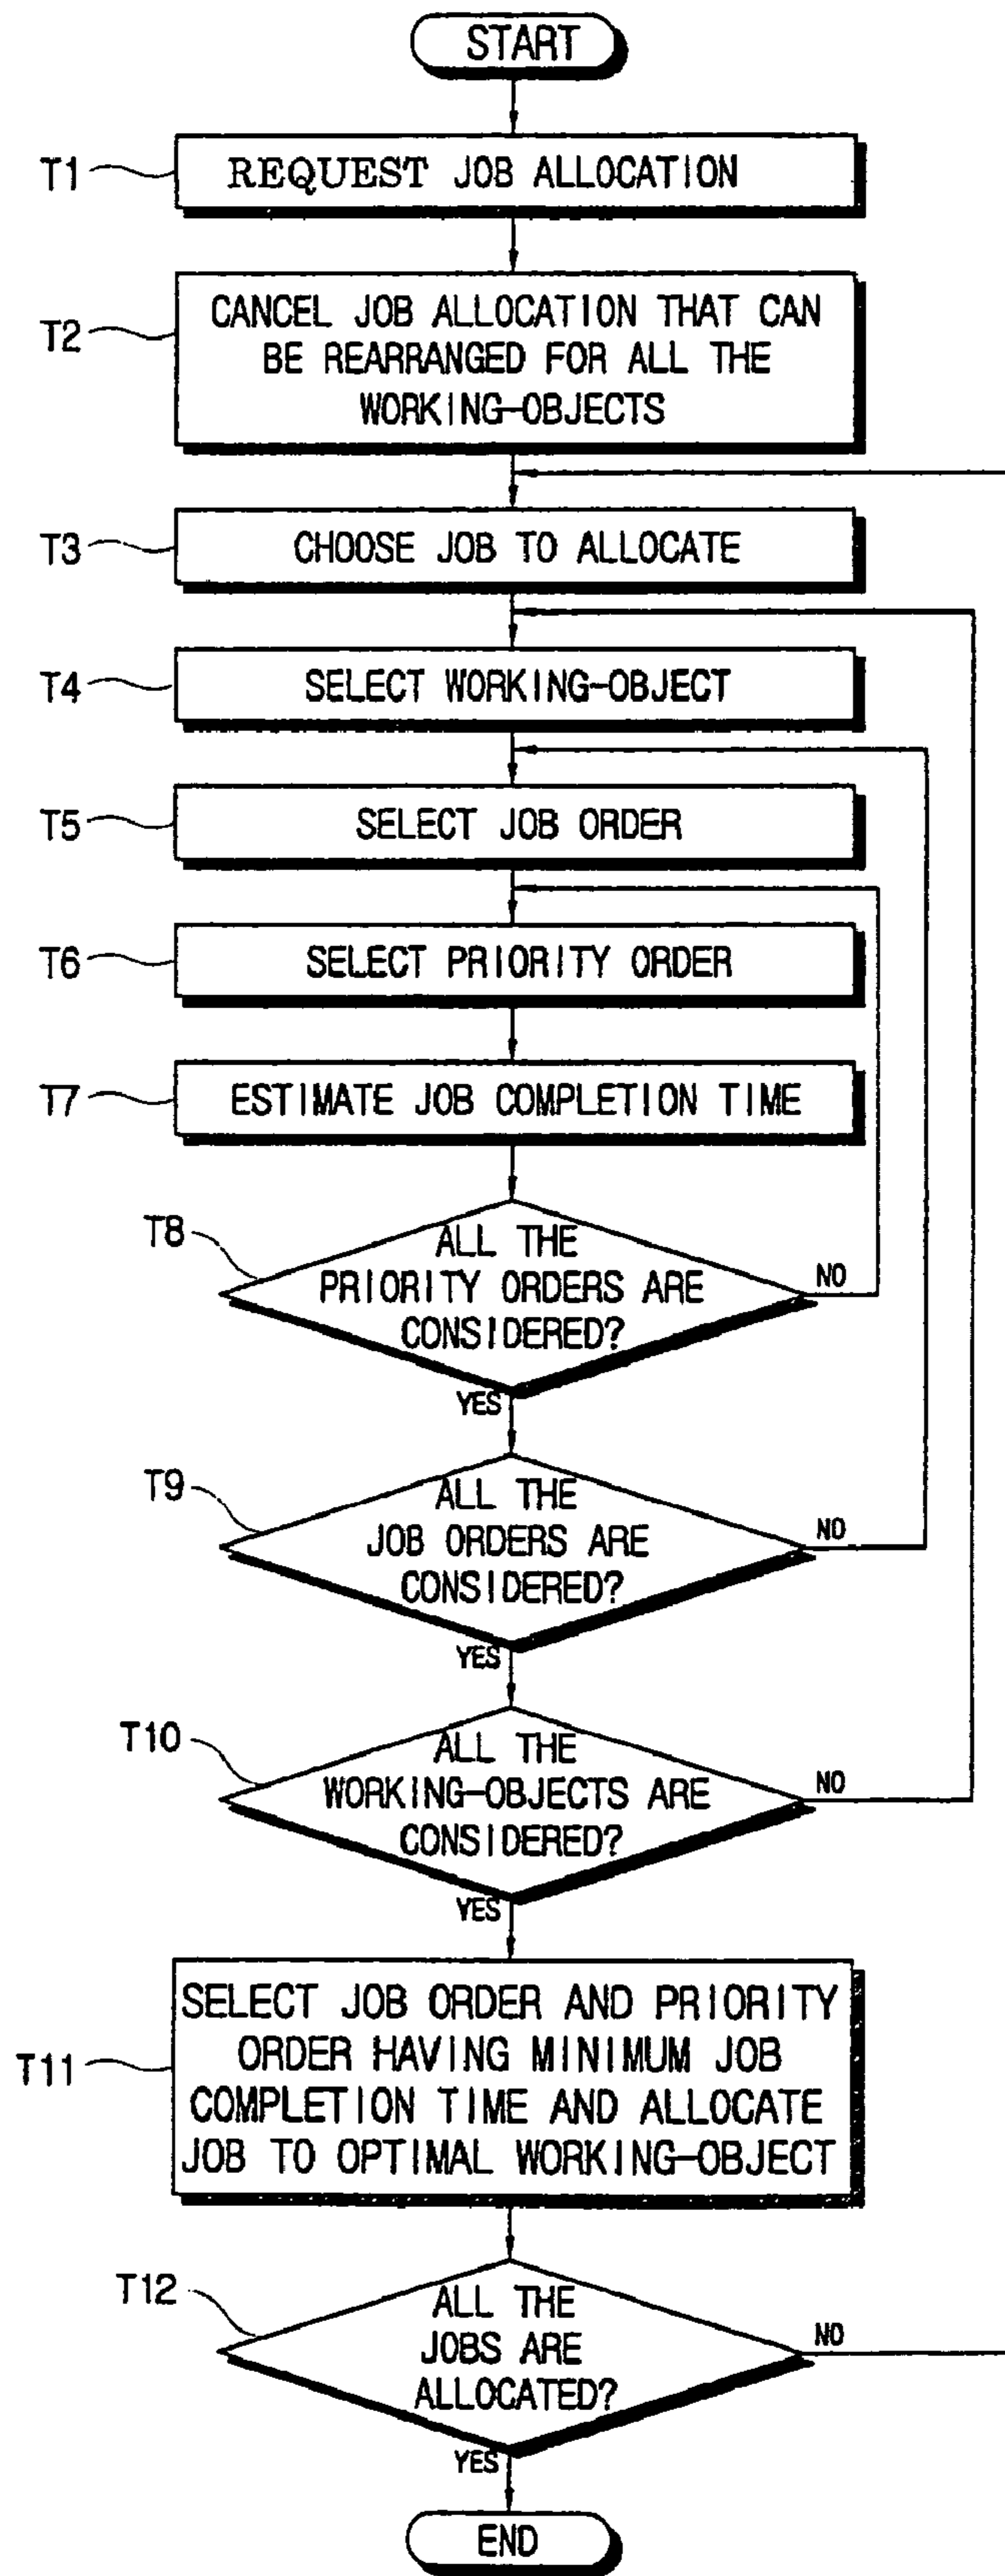 START
T1
REQUEST JOB ALLOCATION
T2
CANCEL JOB ALLOCATION THAT CAN
BE REARRANGED FOR ALL THE
WORKING-OBJECTS
T3
CHOOSE JOB TO ALLOCATE
T4
SELECT WORKING-OBJECT
T5
SELECT JOB ORDER
T6
SELECT PRIORITY ORDER
T7
ESTIMATE JOB COMPLETION TIME
T8
ALL THE
PRIORITY ORDERS ARE
CONSIDERED?
NO
YES
T9
ALL THE
JOB ORDERS ARE
CONSIDERED?
NO
YES
T10
ALL THE
WORKING-OBJECTS ARE
CONSIDERED?
NO
YES
T11
SELECT JOB ORDER AND PRIORITY
ORDER HAVING MINIMUM JOB
COMPLETION TIME AND ALLOCATE
JOB TO OPTIMAL WORKING-OBJECT
T12
ALL THE
JOBS ARE
ALLOCATED?
NO
YES
END